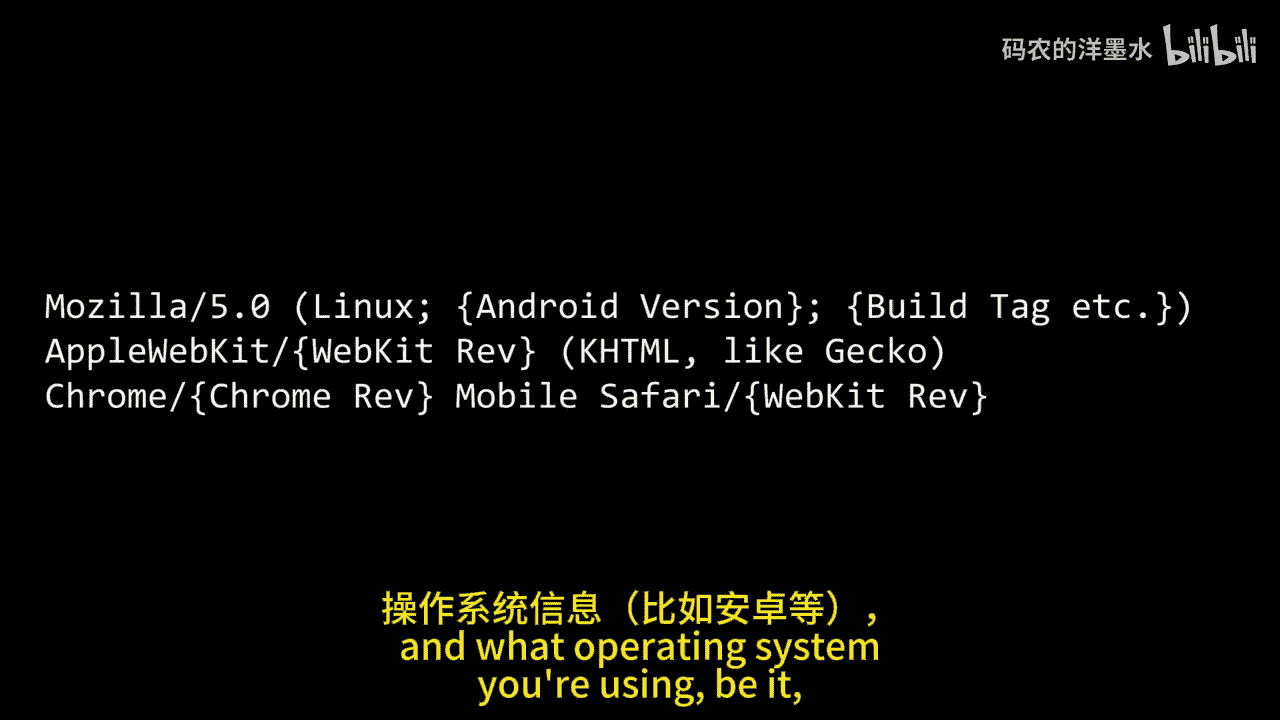 码农的洋墨水 bilibili
Mozilla/5.0 (Linux; {Android Version}; {Build Tag etc.})
AppleWebKit/{WebKit Rev} (KHTML, like Gecko)
Chrome/{Chrome Rev} Mobile Safari/{WebKit Rev}
操作系统信息（比如安卓等），
and what operating system
you're using, be it,